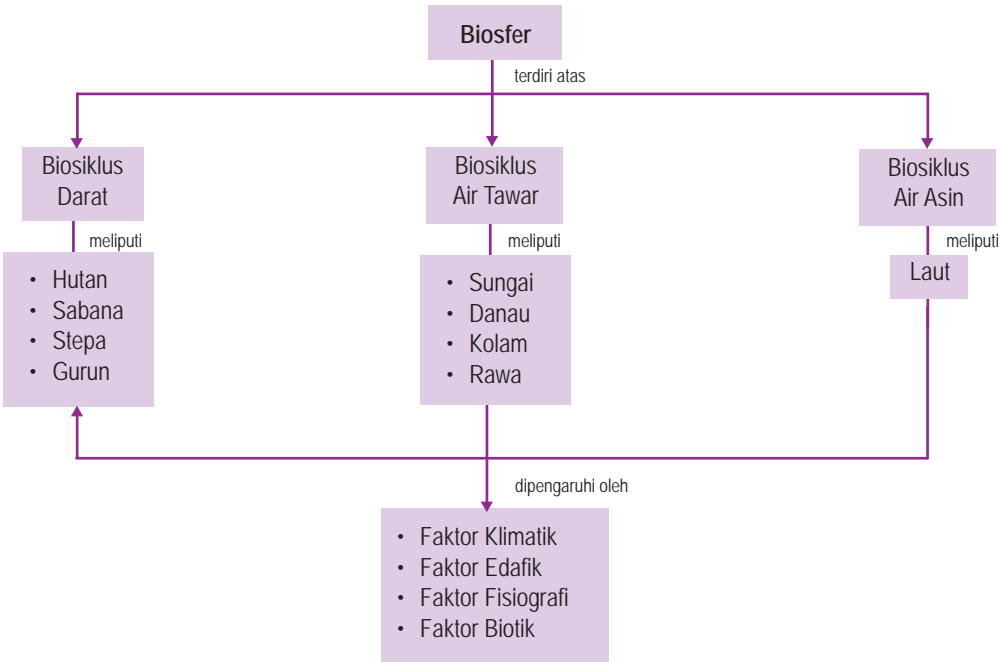 Biosfer
terdiri atas
Biosiklus
Darat
Biosiklus
Air Tawar
Biosiklus
Air Asin
meliputi
meliputi
meliputi
• Hutan
• Sabana
• Stepa
• Gurun
• Sungai
• Danau
• Kolam
• Rawa
Laut
dipengaruhi oleh
• Faktor Klimatik
• Faktor Edafik
• Faktor Fisiografi
• Faktor Biotik